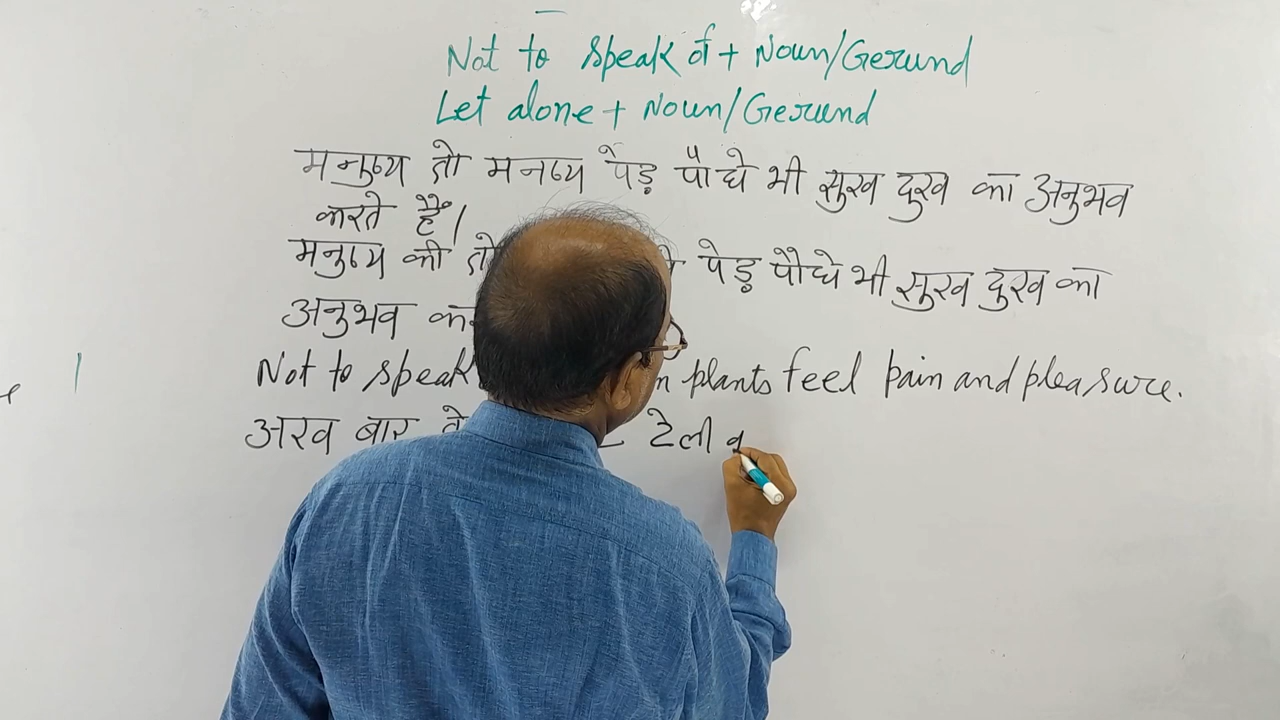 Not to speak of + Noun/Gerund
Let alone + Noun/Gerund
मनुष्य तो मनुष्य पेड़ पौधे भी सुख दुख का अनुभव
करते हैं।
मनुष्य की तो पेड़ पौधे भी सुख दुख का
अनुभव
Not to speak plants feel pain and pleasure.
अख बार टेली